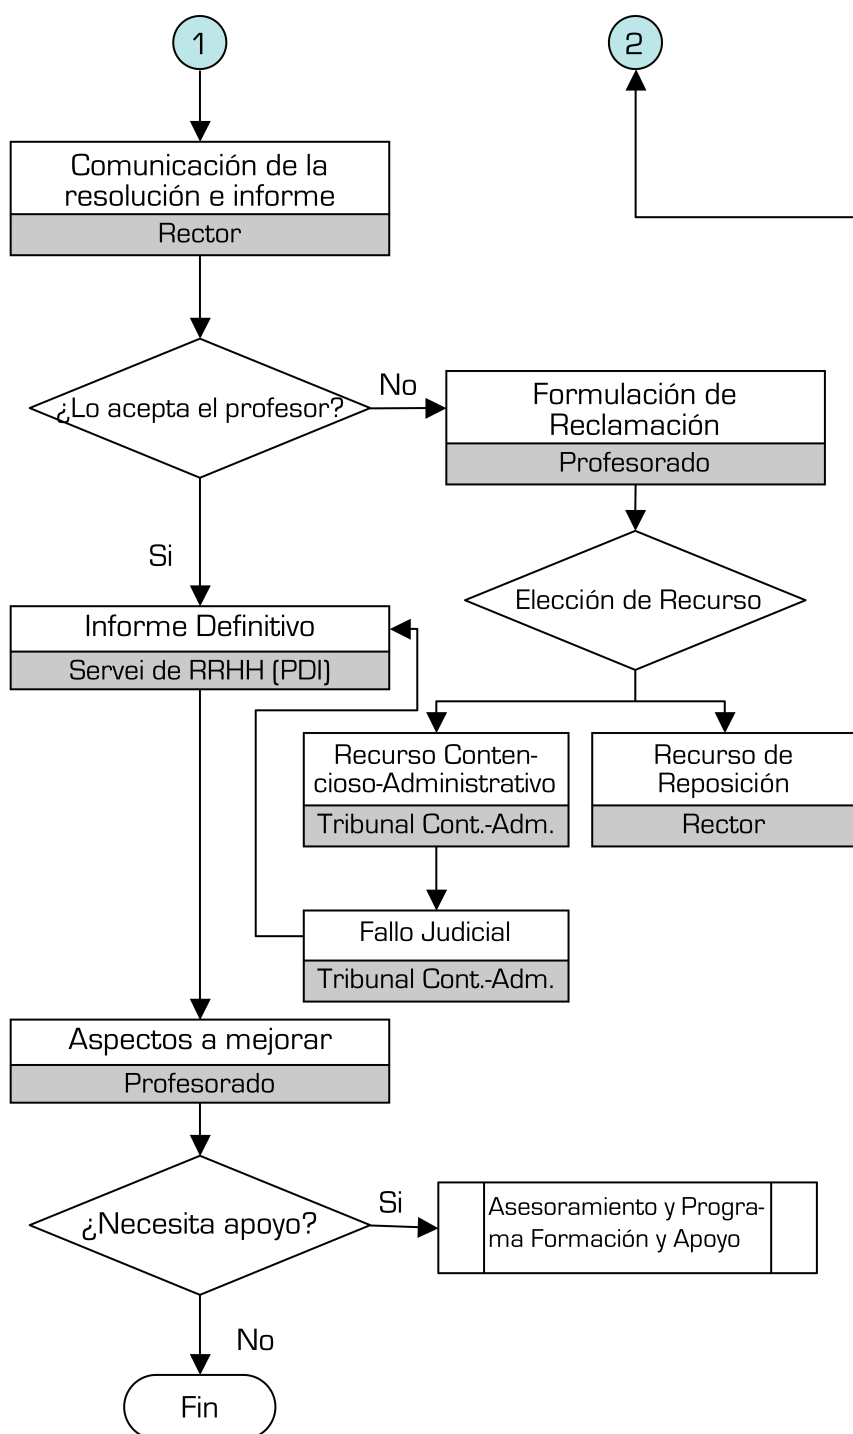 1
2
Comunicación de la
resolución e informe
Rector
¿Lo acepta el profesor?
No
Formulación de
Reclamación
Profesorado
Si
Elección de Recurso
Informe Definitivo
Servei de RRHH (PDI)
Recurso Conten-
cioso-Administrativo
Tribunal Cont.-Adm.
Recurso de
Reposición
Rector
Fallo Judicial
Tribunal Cont.-Adm.
Aspectos a mejorar
Profesorado
¿Necesita apoyo?
Si
Asesoramiento y Progra-
ma Formación y Apoyo
No
Fin